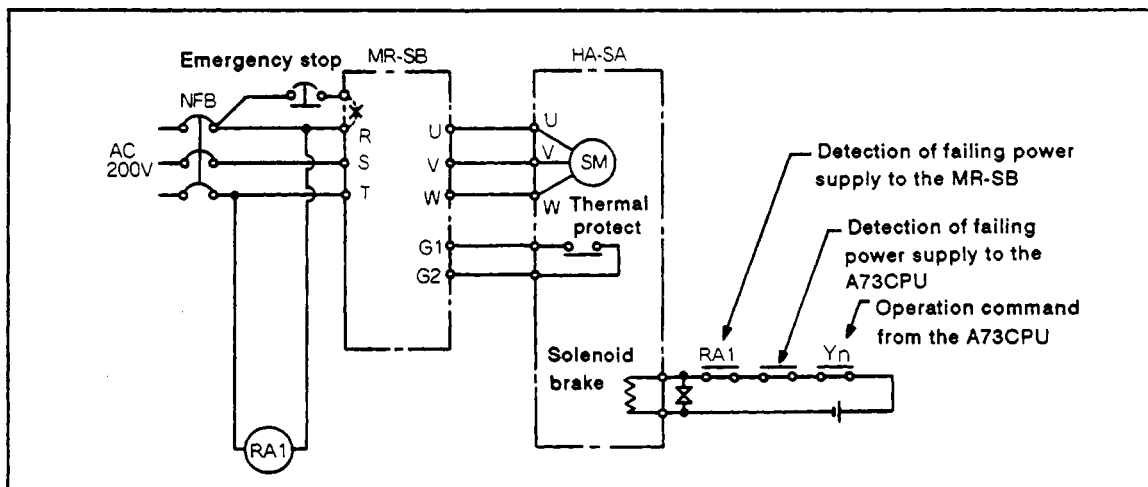 Emergency stop
MR-SB
HA-SA
NFB
R
S
T
AC
200V
U
V
W
G1
G2
U
V
W
SM
Thermal
protect
Detection of failing power
supply to the MR-SB
Detection of failing
power supply to the
A73CPU
Operation command
from the A73CPU
Solenoid
brake
RA1
Yn
RA1